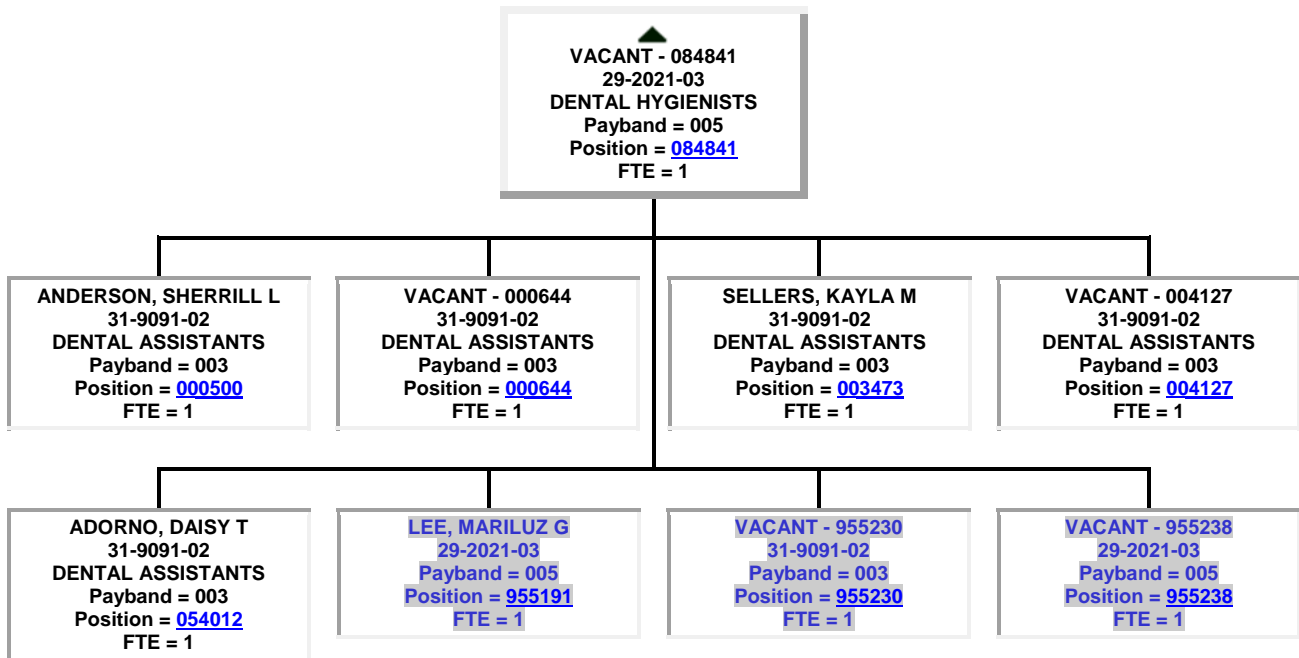 VACANT - 084841
29-2021-03
DENTAL HYGIENISTS
Payband = 005
Position = 084841
FTE = 1
ANDERSON, SHERRILL L
31-9091-02
DENTAL ASSISTANTS
Payband = 003
Position = 000500
FTE = 1
VACANT - 000644
31-9091-02
DENTAL ASSISTANTS
Payband = 003
Position = 000644
FTE = 1
SELLERS, KAYLA M
31-9091-02
DENTAL ASSISTANTS
Payband = 003
Position = 003473
FTE = 1
VACANT - 004127
31-9091-02
DENTAL ASSISTANTS
Payband = 003
Position = 004127
FTE = 1
ADORNO, DAISY T
31-9091-02
DENTAL ASSISTANTS
Payband = 003
Position = 054012
FTE = 1
LEE, MARILUZ G
29-2021-03
Payband = 005
Position = 955191
FTE = 1
VACANT - 955230
31-9091-02
Payband = 003
Position = 955230
FTE = 1
VACANT - 955238
29-2021-03
Payband = 005
Position = 955238
FTE = 1